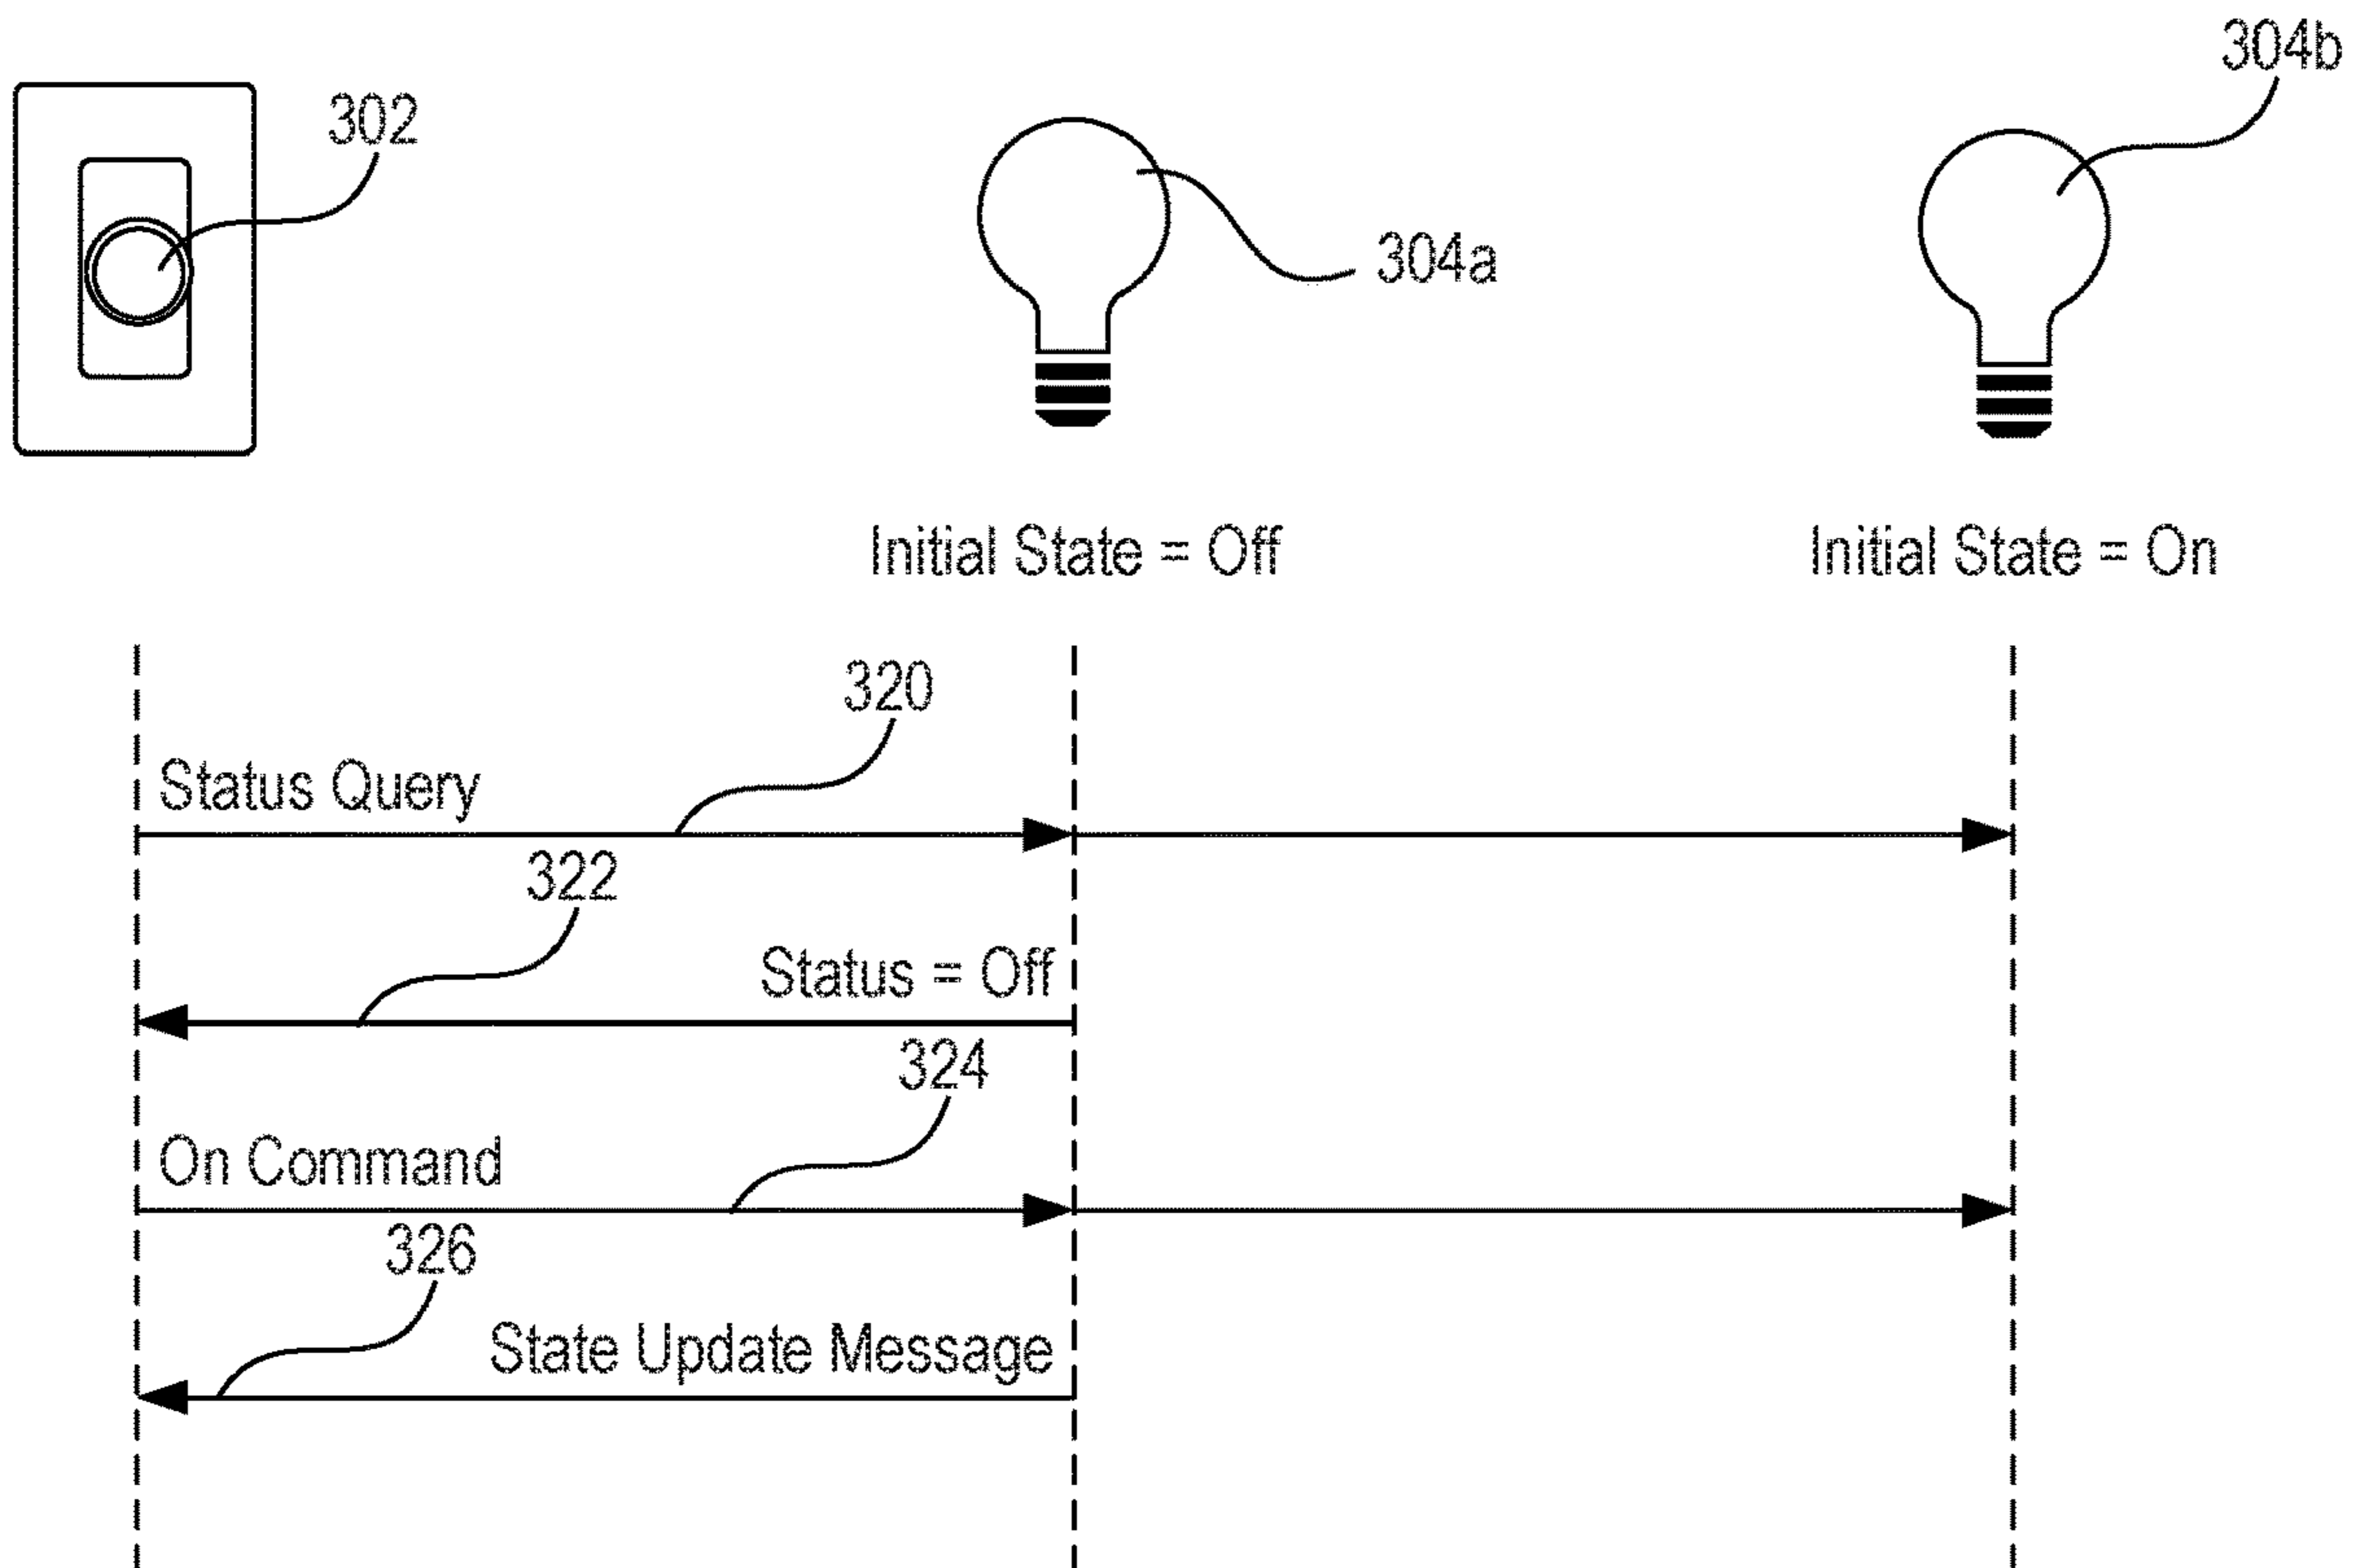 304b
302
304a
Initial State = Off
Initial State = On
320
Status Query
322
Status = Off
324
On Command
326
State Update Message